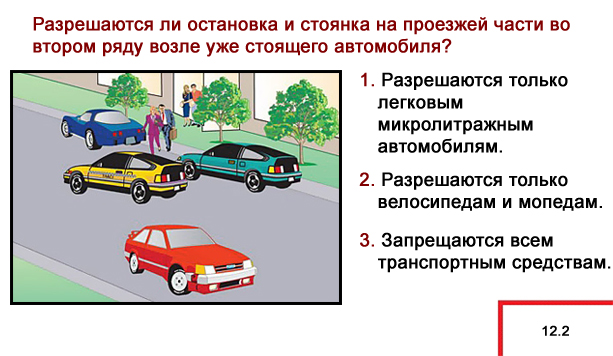 Разрешаются ли остановка и стоянка на проезжей части во
втором ряду возле уже стоящего автомобиля?
1. Разрешаются только
легковым
микролитражным
автомобилям.
2. Разрешаются только
велосипедам и мопедам.
3. Запрещаются всем
транспортным средствам.
12.2